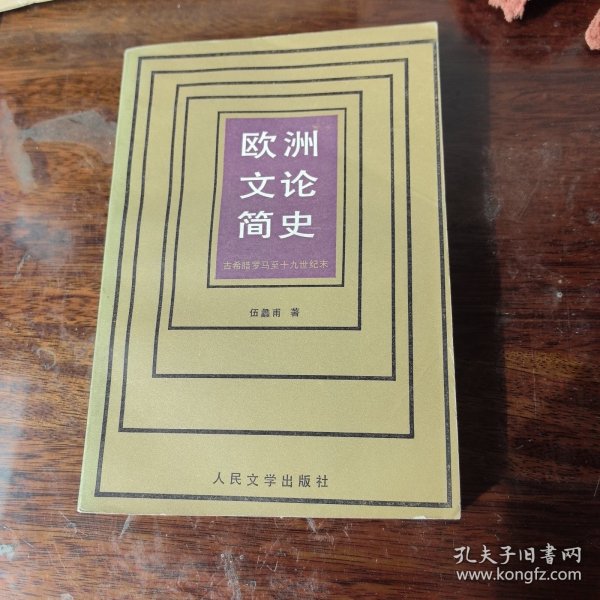 欧洲
文论
简史
古希腊罗马至十九世纪末
伍蠡甫 著
人民文学出版社
孔夫子旧书网
www.kongfz.com